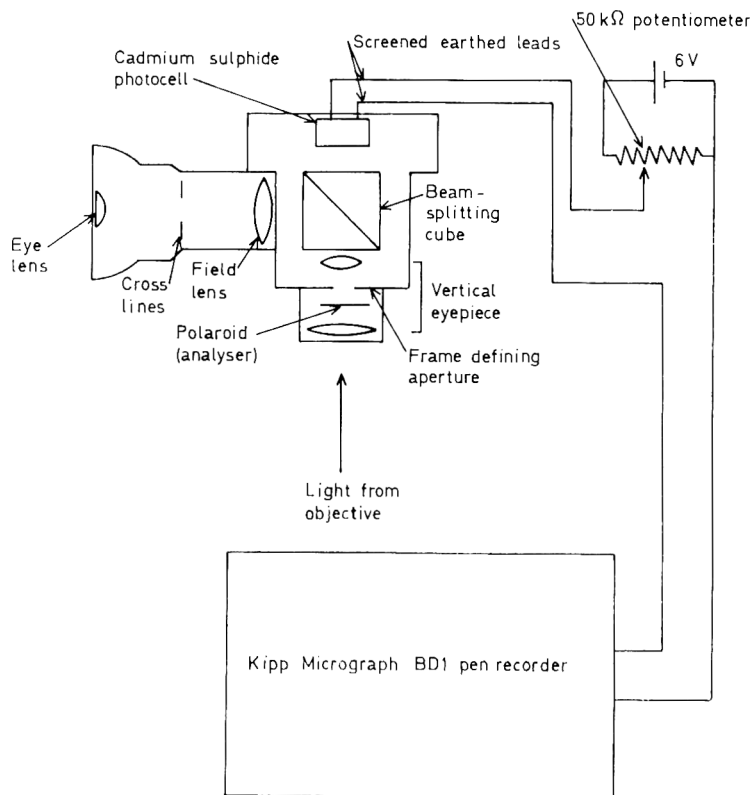 50 kΩ potentiometer
Screened earthed leads
6 V
Cadmium sulphide
photocell
Beam-
splitting
cube
Eye
lens
Cross
lines
Field
lens
Vertical
eyepiece
Polaroid
(analyser)
Frame defining
aperture
Light from
objective
Kipp Micrograph BD1 pen recorder